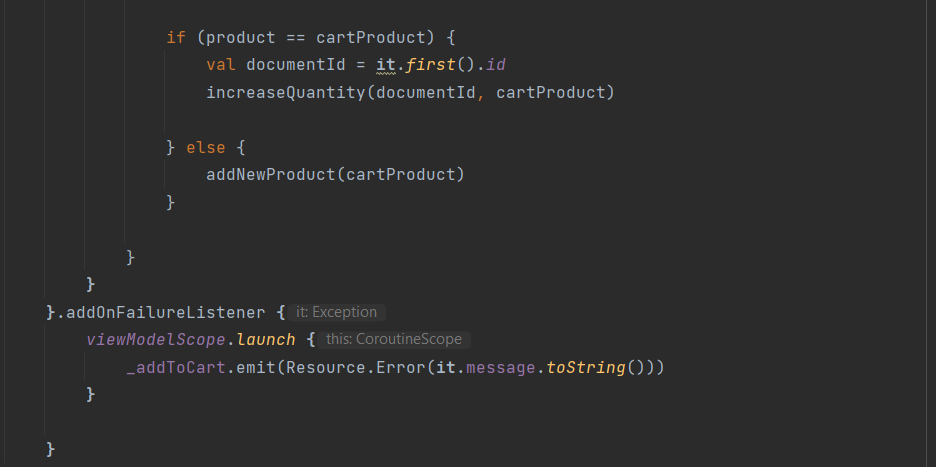 if (product == cartProduct) {
val documentId = it.first().id
increaseQuantity(documentId, cartProduct)
} else {
addNewProduct(cartProduct)
}
}
}
}.addOnFailureListener { it: Exception
viewModelScope.launch { this: CoroutineScope
_addToCart.emit(Resource.Error(it.message.toString()))
}
}